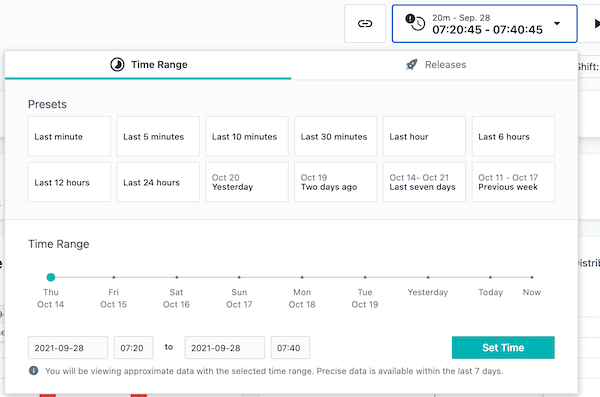 20m - Sep. 28
07:20:45 - 07:40:45
Time Range
Releases
Shift:
Presets
Last minute
Last 5 minutes
Last 10 minutes
Last 30 minutes
Last hour
Last 6 hours
Last 12 hours
Last 24 hours
Oct 20
Yesterday
Oct 19
Two days ago
Oct 14- Oct 21
Last seven days
Oct 11 - Oct 17
Previous week
Time Range
Distrib
Thu
Oct 14
Fri
Oct 15
Sat
Oct 16
Sun
Oct 17
Mon
Oct 18
Tue
Oct 19
Yesterday
Today
Now
2021-09-28
07:20
to
2021-09-28
07:40
Set Time
You will be viewing approximate data with the selected time range. Precise data is available within the last 7 days.